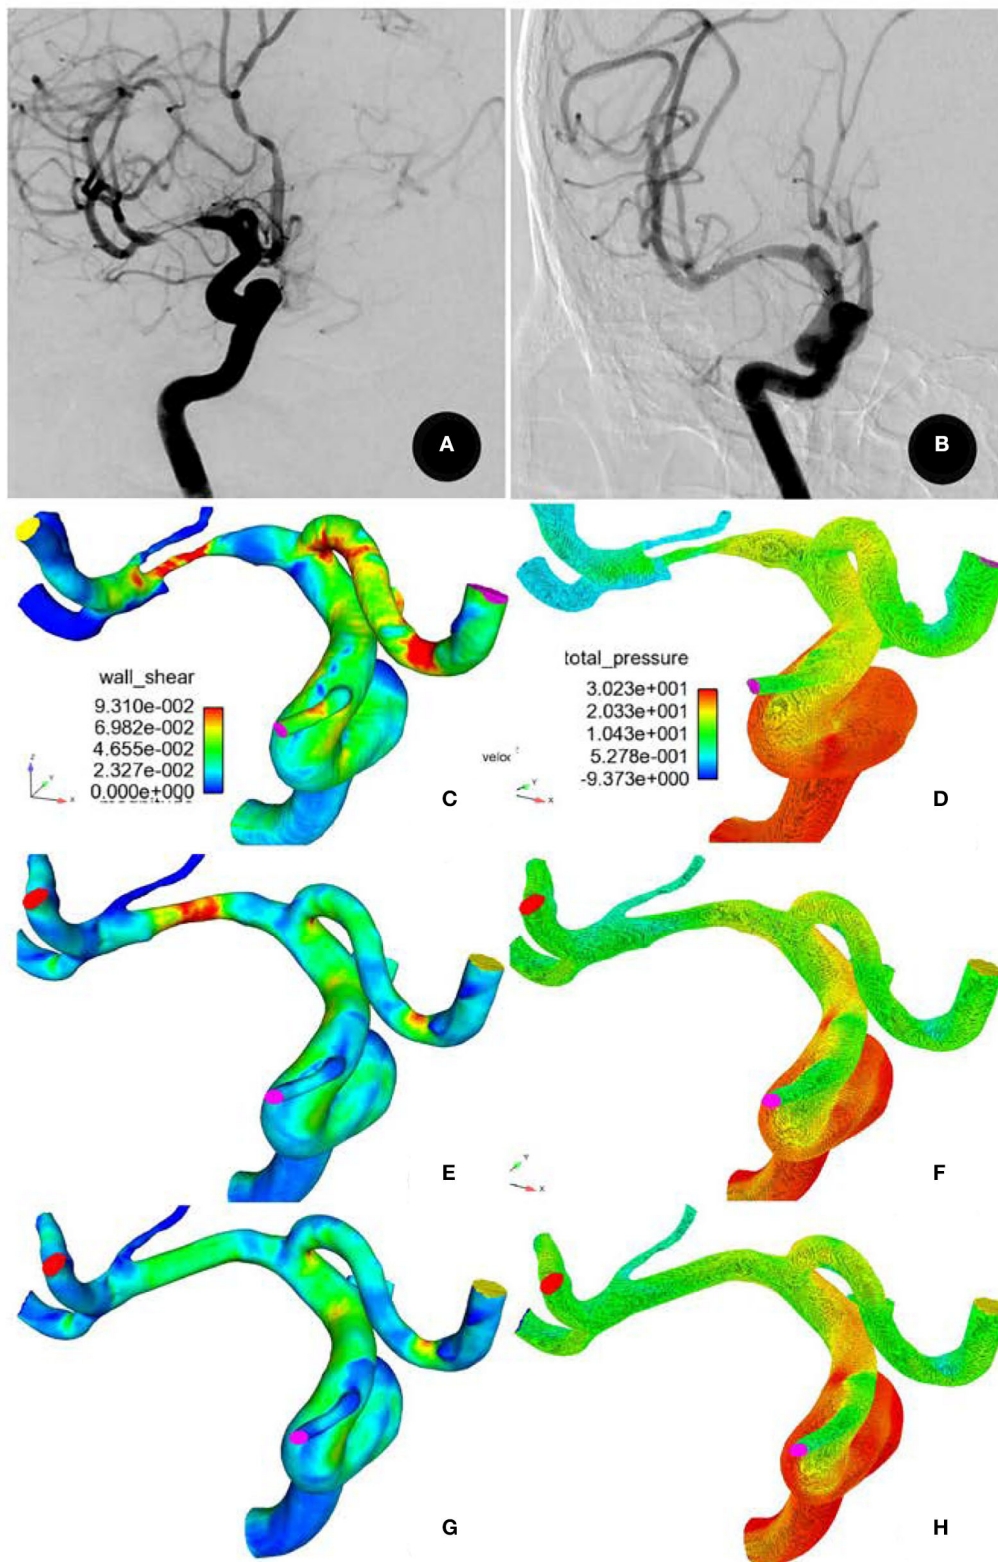 A
B
wall_shear
9.310e-002
6.982e-002
4.655e-002
2.327e-002
0.000e+000
Z
Y
X
C
total_pressure
3.023e+001
2.033e+001
1.043e+001
5.278e-001
-9.373e+000
X
D
E
Y
X
F
G
H